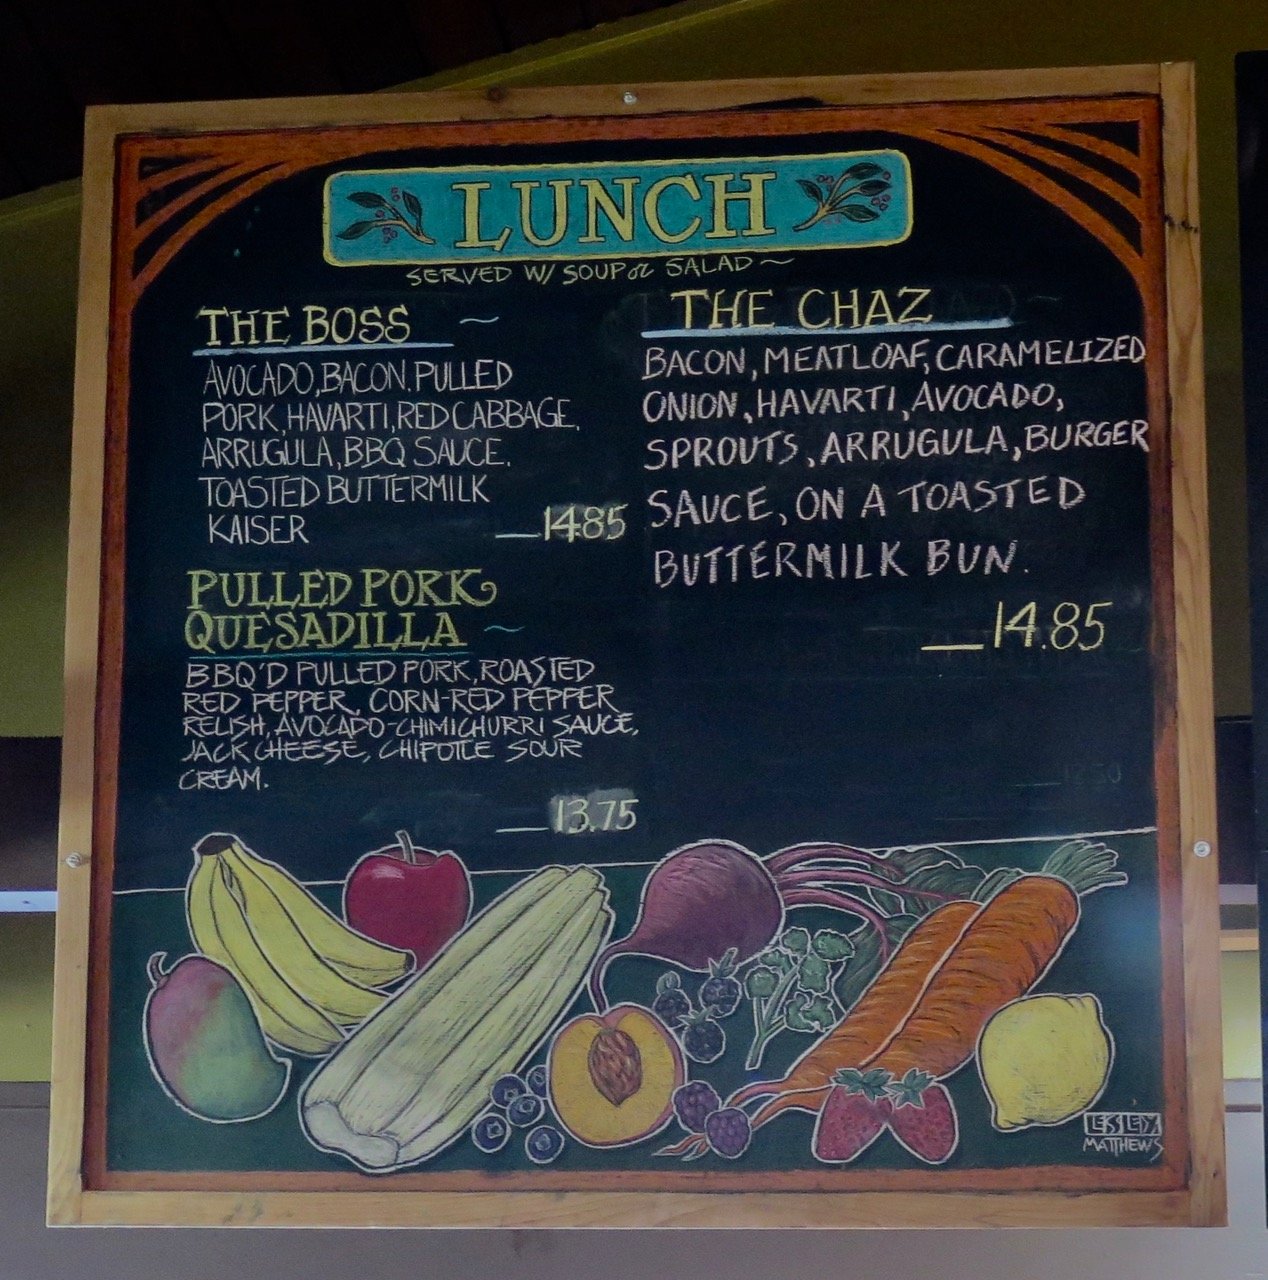 LUNCH
SERVED W/ SOUP or SALAD ~
THE BOSS ~
AVOCADO, BACON, PULLED
PORK, HAVARTI, RED CABBAGE,
ARRUGULA, BBQ SAUCE,
TOASTED BUTTERMILK
KAISER
14.85
PULLED PORK
QUESADILLA ~
BBQ'D PULLED PORK, ROASTED
RED PEPPER, CORN-RED PEPPER
RELISH, AVOCADO-CHIMICHURRI SAUCE,
JACK CHEESE, CHIPOTLE SOUR
CREAM.
13.75
THE CHAZ
BACON, MEATLOAF, CARAMELIZED
ONION, HAVARTI, AVOCADO,
SPROUTS, ARRUGULA, BURGER
SAUCE, ON A TOASTED
BUTTERMILK BUN.
14.85
MATTHEWS